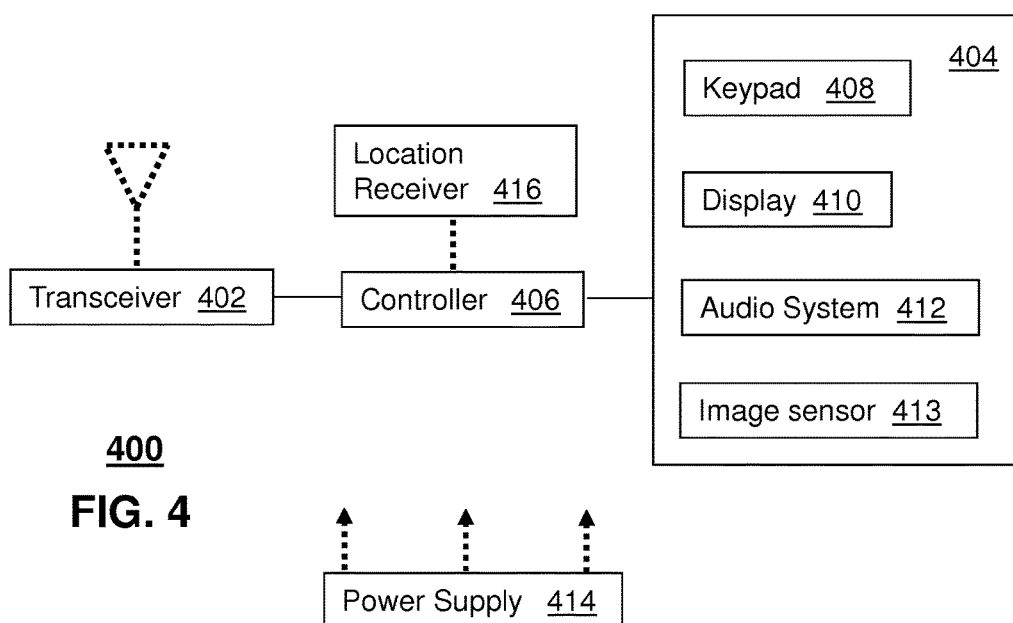 404
Keypad 408
Location
Receiver 416
Display 410
Transceiver 402
Controller 406
Audio System 412
Image sensor 413
400
FIG. 4
Power Supply 414